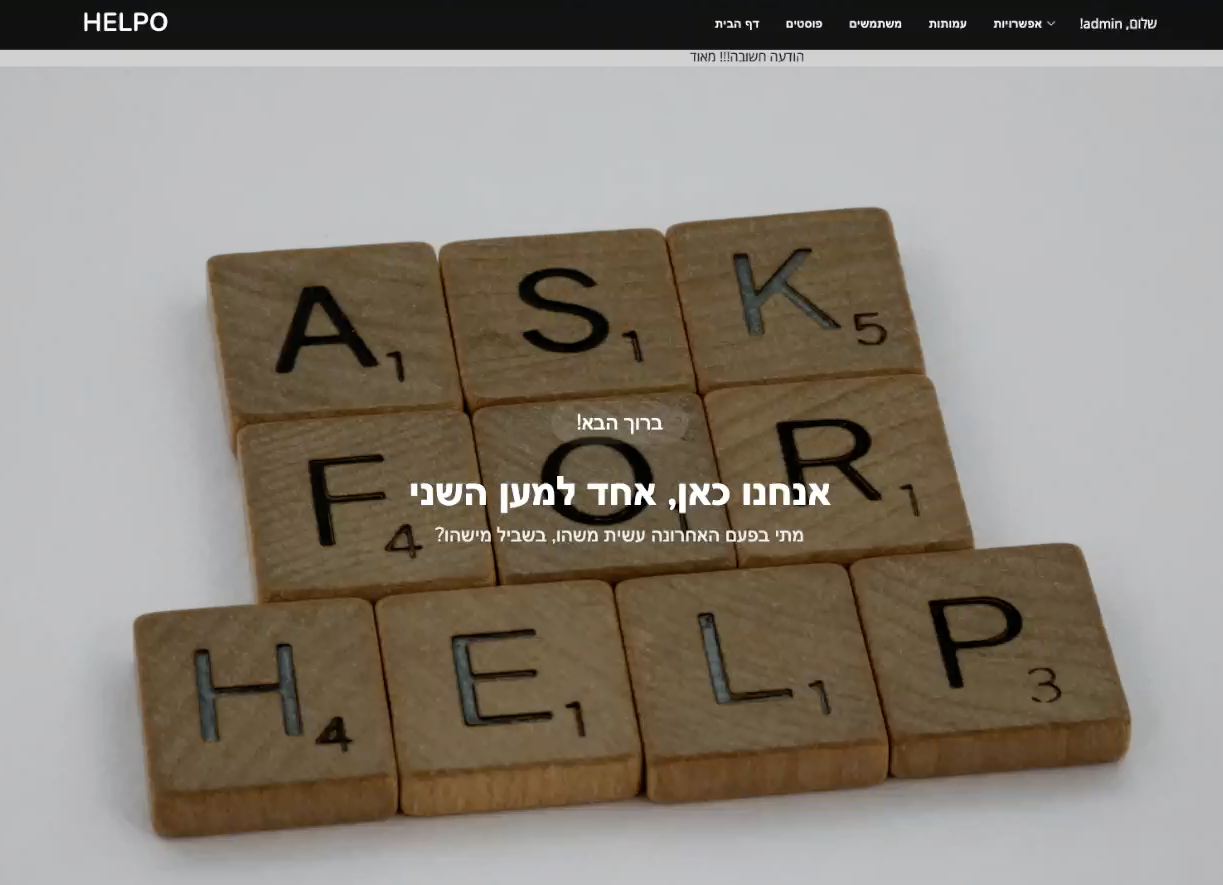 HELPO
שלום, admin!
אפשרויות
עמותות
משתמשים
פוסטים
דף הבית
הודעה חשובה!!! מאוד
A1 S1 K5
ברוך הבא!
F4 O1 R1
אנחנו כאן, אחד למען השני
מתי בפעם האחרונה עשית משהו, בשביל מישהו?
H4 E1 L1 P3